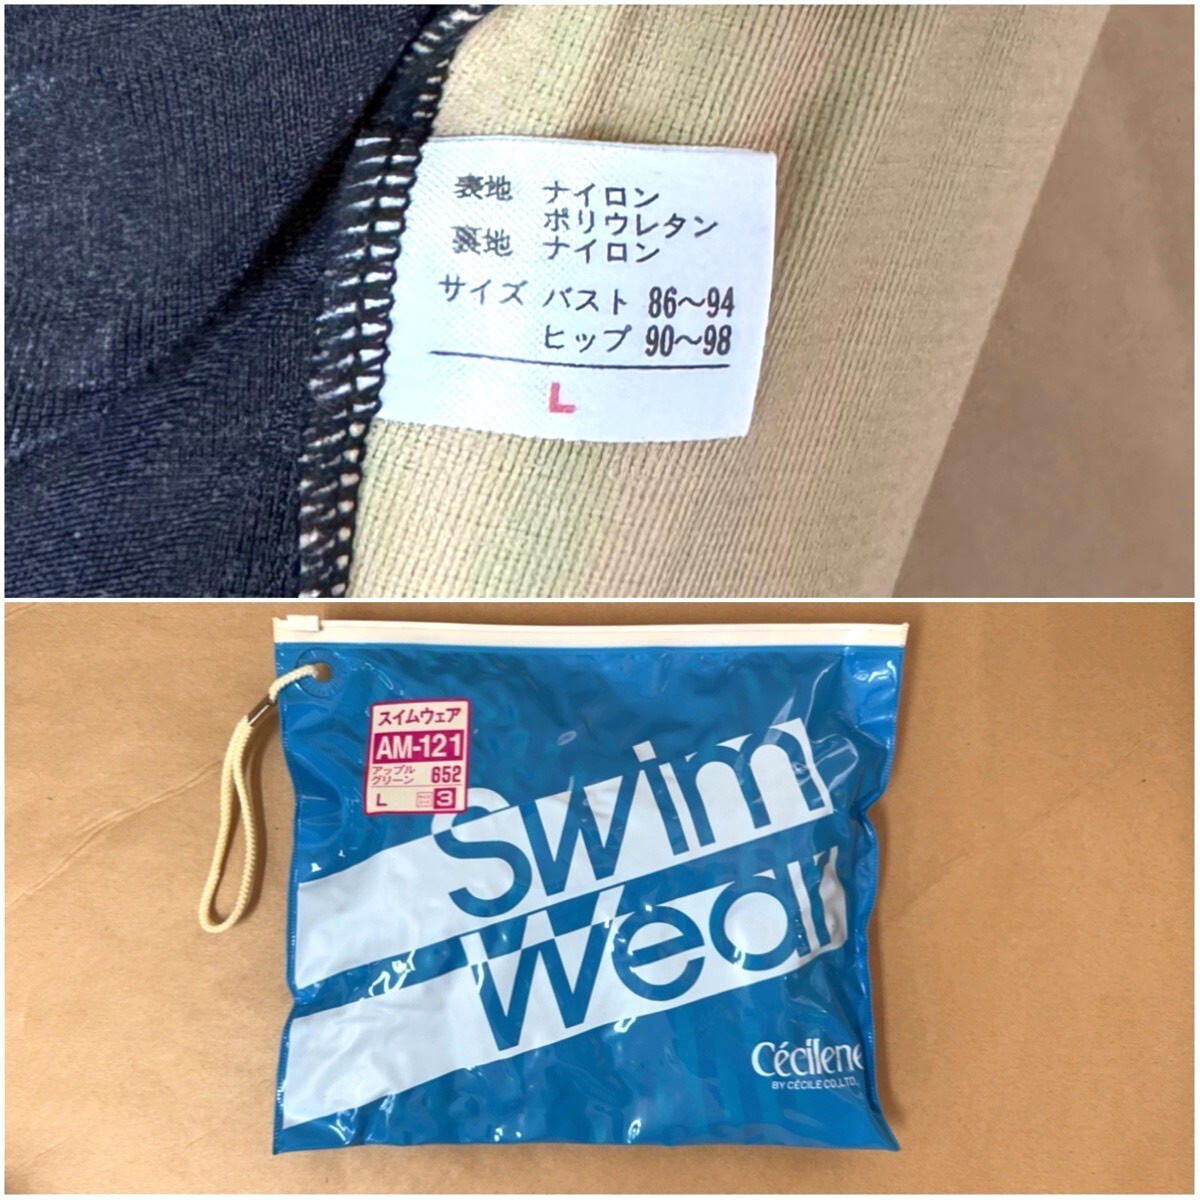 表地 ナイロン
ポリウレタン
裏地 ナイロン
サイズ バスト 86〜94
ヒップ 90〜98
L
スイムウェア
AM-121
アップル
グリーン 652
L 3
Swim
Wear
Cécilene
BY CÉCILE CO.,LTD.